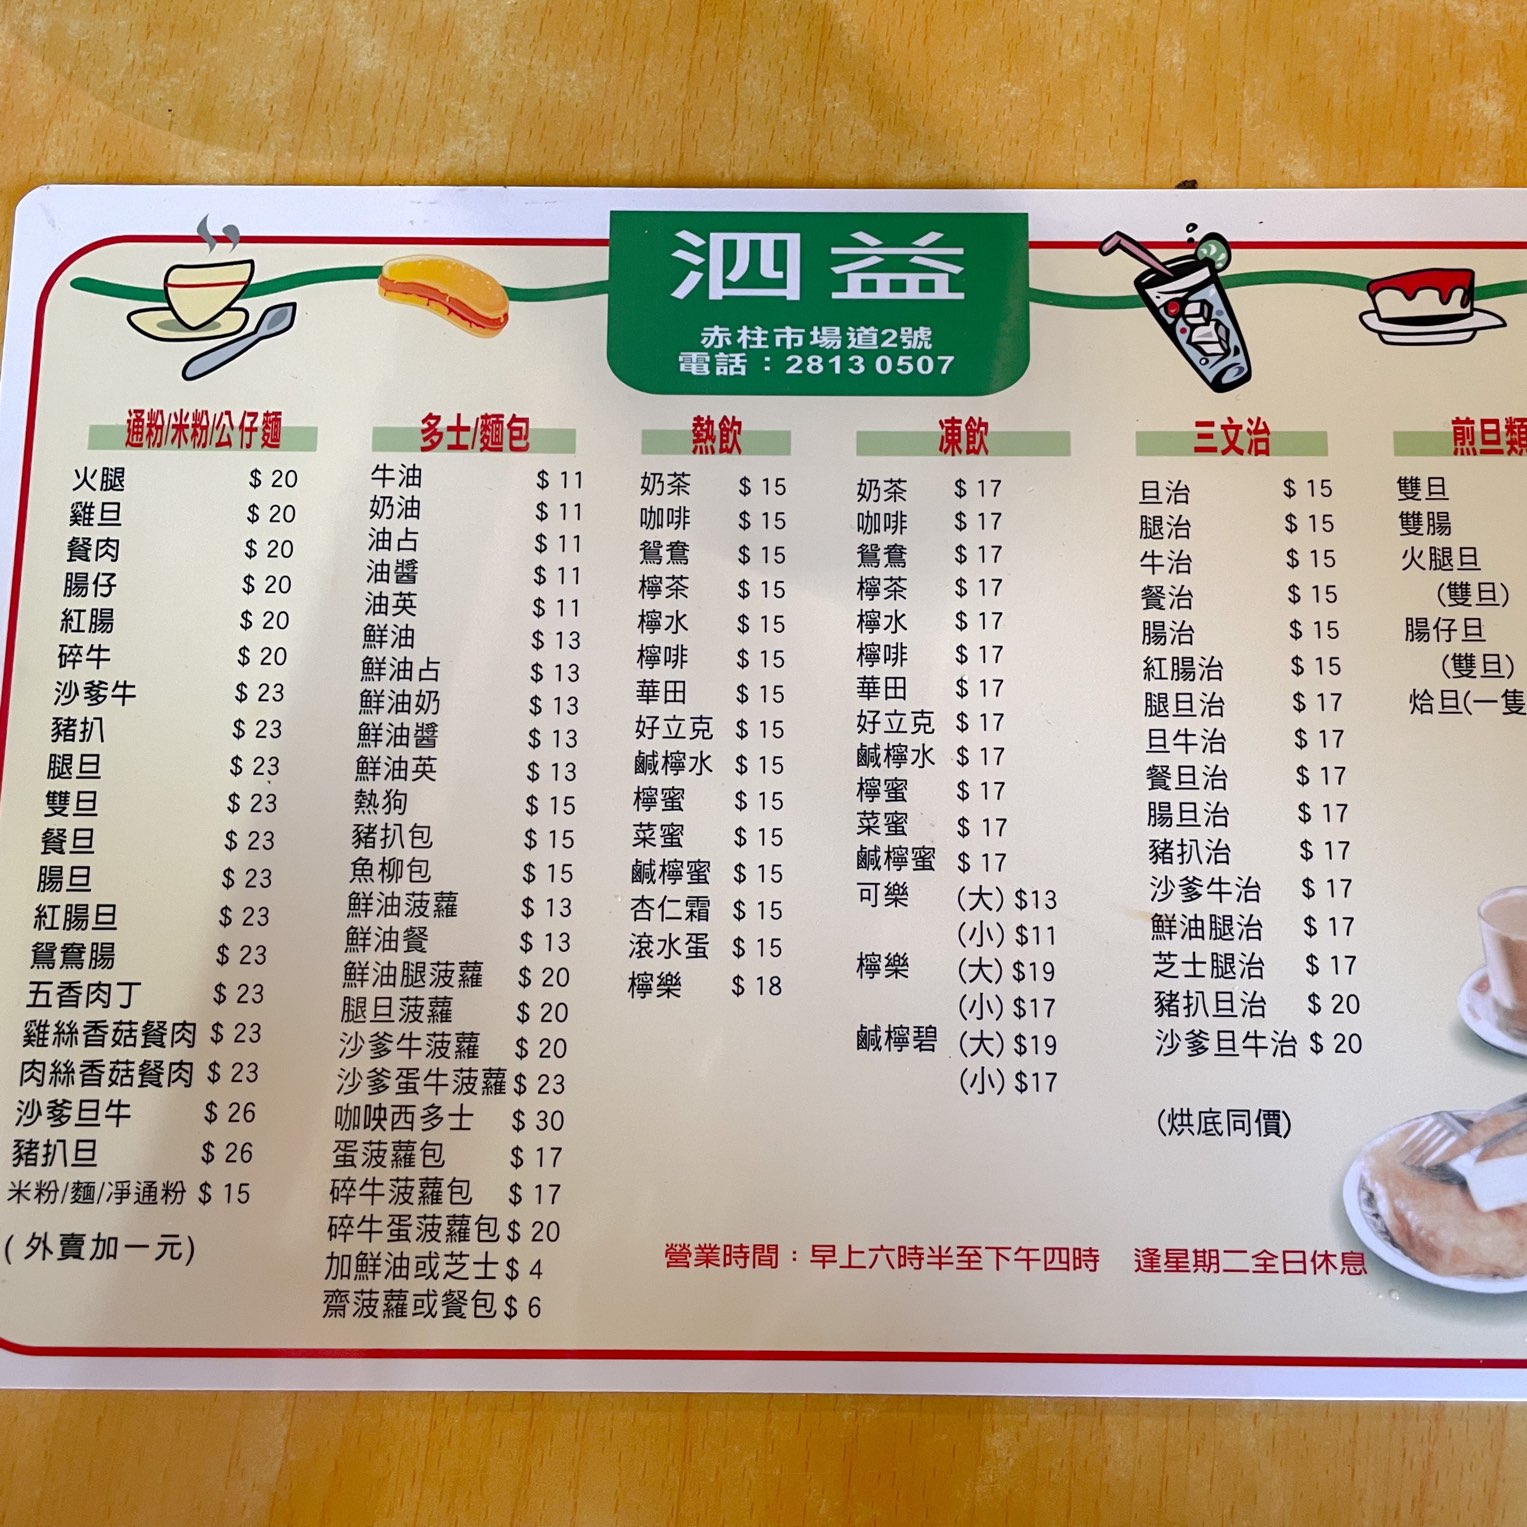 泗益
赤柱市場道2號
電話：2813 0507
通粉/米粉/公仔麵
火腿 $ 20
雞旦 $ 20
餐肉 $ 20
腸仔 $ 20
紅腸 $ 20
碎牛 $ 20
沙爹牛 $ 23
豬扒 $ 23
腿旦 $ 23
雙旦 $ 23
餐旦 $ 23
腸旦 $ 23
紅腸旦 $ 23
鴛鴦腸 $ 23
五香肉丁 $ 23
雞絲香菇餐肉 $ 23
肉絲香菇餐肉 $ 23
沙爹旦牛 $ 26
豬扒旦 $ 26
米粉/麵/淨通粉 $ 15
(外賣加一元)
多士/麵包
牛油 $ 11
奶油 $ 11
油占 $ 11
油醬 $ 11
油英 $ 11
鮮油 $ 13
鮮油占 $ 13
鮮油奶 $ 13
鮮油醬 $ 13
鮮油英 $ 13
熱狗 $ 15
豬扒包 $ 15
魚柳包 $ 15
鮮油菠蘿 $ 13
鮮油餐 $ 13
鮮油腿菠蘿 $ 20
腿旦菠蘿 $ 20
沙爹牛菠蘿 $ 20
沙爹蛋牛菠蘿 $ 23
咖央西多士 $ 30
蛋菠蘿包 $ 17
碎牛菠蘿包 $ 17
碎牛蛋菠蘿包 $ 20
加鮮油或芝士 $ 4
齋菠蘿或餐包 $ 6
熱飲
奶茶 $ 15
咖啡 $ 15
鴛鴦 $ 15
檸茶 $ 15
檸水 $ 15
檸啡 $ 15
華田 $ 15
好立克 $ 15
鹹檸水 $ 15
檸蜜 $ 15
菜蜜 $ 15
鹹檸蜜 $ 15
杏仁霜 $ 15
滾水蛋 $ 15
檸樂 $ 18
凍飲
奶茶 $ 17
咖啡 $ 17
鴛鴦 $ 17
檸茶 $ 17
檸水 $ 17
檸啡 $ 17
華田 $ 17
好立克 $ 17
鹹檸水 $ 17
檸蜜 $ 17
菜蜜 $ 17
鹹檸蜜 $ 17
可樂 (大) $13
(小) $11
檸樂 (大) $19
(小) $17
鹹檸碧 (大) $19
(小) $17
三文治
旦治 $ 15
腿治 $ 15
牛治 $ 15
餐治 $ 15
腸治 $ 15
紅腸治 $ 15
腿旦治 $ 17
旦牛治 $ 17
餐旦治 $ 17
腸旦治 $ 17
豬扒治 $ 17
沙爹牛治 $ 17
鮮油腿治 $ 17
芝士腿治 $ 17
豬扒旦治 $ 20
沙爹旦牛治 $ 20
(烘底同價)
煎旦類
雙旦
雙腸
火腿旦
(雙旦)
腸仔旦
(雙旦)
烚旦(一隻
營業時間：早上六時半至下午四時 逢星期二全日休息